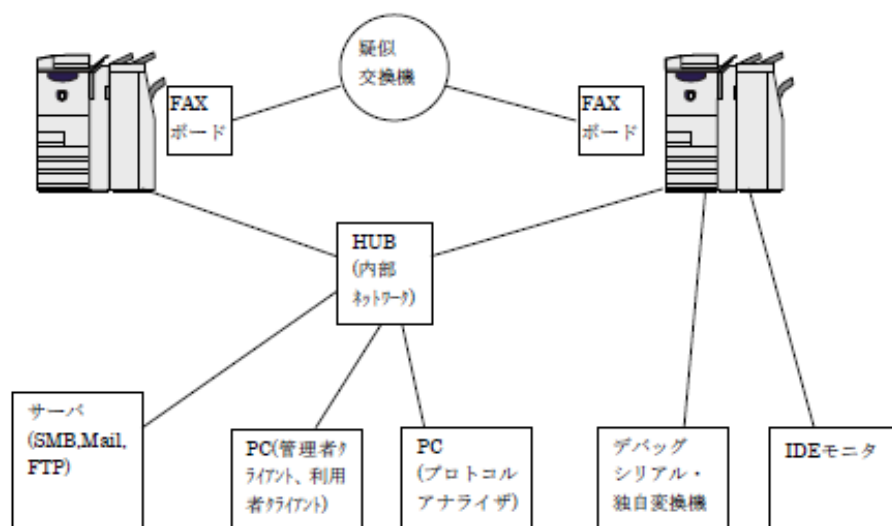 疑似
交換機
FAX
ボード
FAX
ボード
HUB
(内部
ﾈｯﾄﾜｰｸ)
サーバ
(SMB,Mail,
FTP)
PC(管理者ｸ
ﾗｲｱﾝﾄ、利用
者ｸﾗｲｱﾝﾄ)
PC
(プロトコル
アナライザ)
デバッグ
シリアル・
独自変換機
IDEモニタ